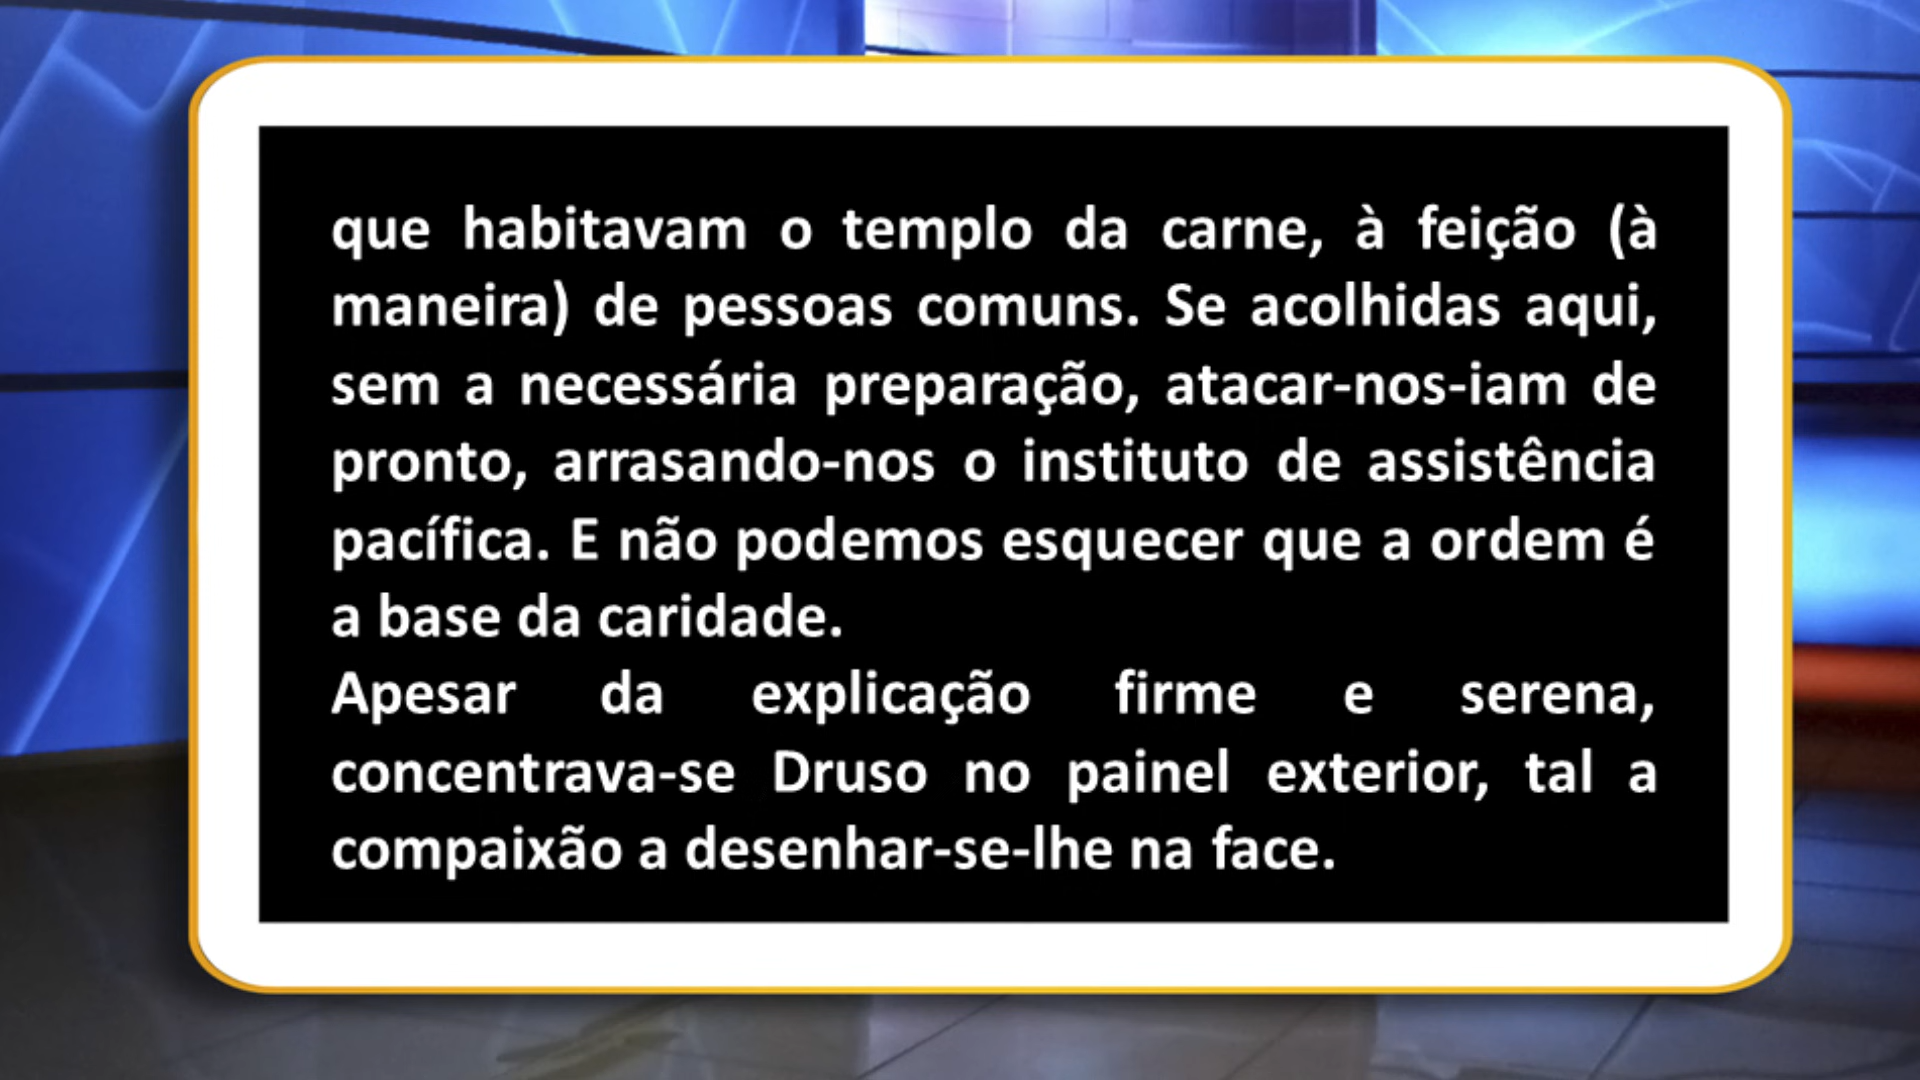 que habitavam o templo da carne, à feição (à
maneira) de pessoas comuns. Se acolhidas aqui,
sem a necessária preparação, atacar-nos-iam de
pronto, arrasando-nos o instituto de assistência
pacífica. E não podemos esquecer que a ordem é
a base da caridade.
Apesar da explicação firme e serena,
concentrava-se Druso no painel exterior, tal a
compaixão a desenhar-se-lhe na face.